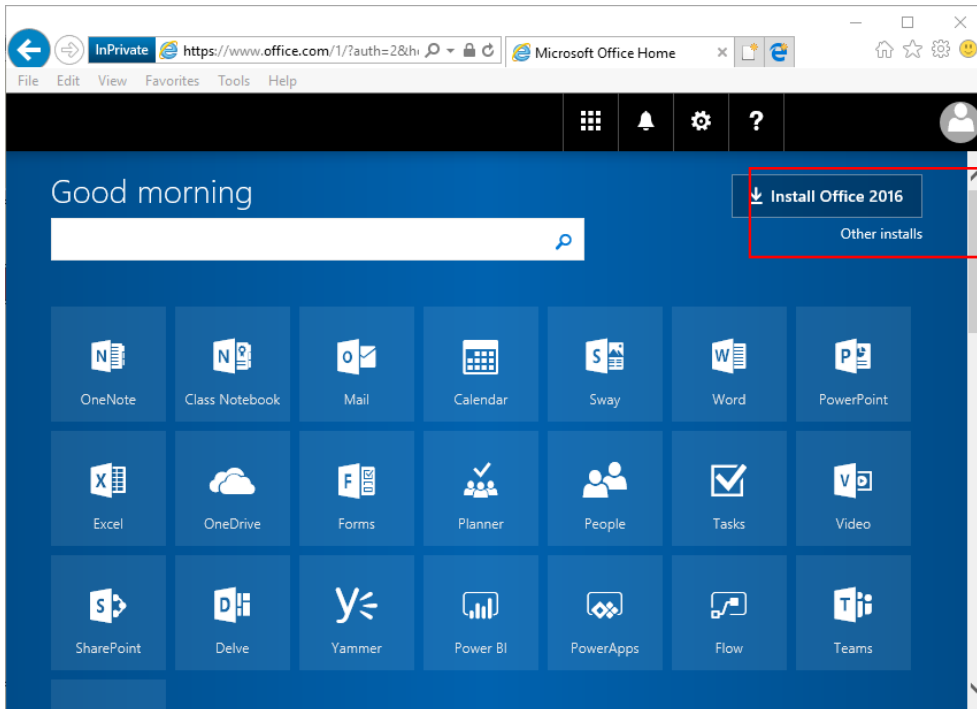 InPrivate https://www.office.com/1/?auth=2&h Microsoft Office Home
File Edit View Favorites Tools Help
?
Good morning
Install Office 2016
Other installs
N N O S W P
OneNote Class Notebook Mail Calendar Sway Word PowerPoint
X F V
Excel OneDrive Forms Planner People Tasks Video
S D T
SharePoint Delve Yammer Power BI PowerApps Flow Teams